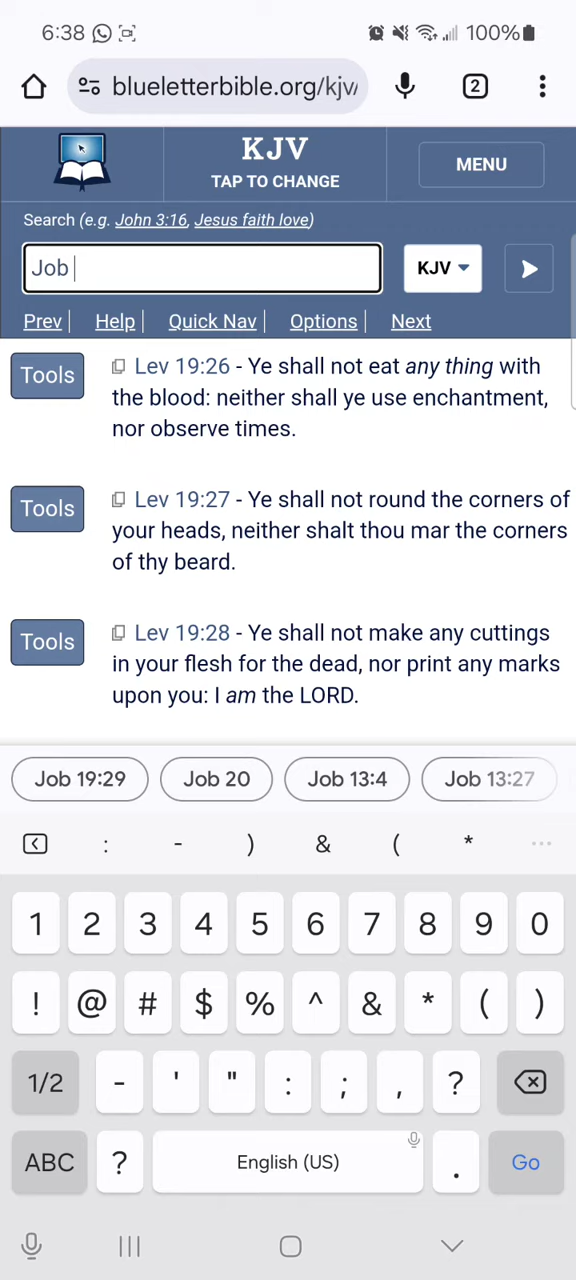 6:38 100%
blueletterbible.org/kjv/ 2
KJV
TAP TO CHANGE
MENU
Search (e.g. John 3:16, Jesus faith love)
Job
KJV
Prev | Help | Quick Nav | Options | Next
Tools
Lev 19:26 - Ye shall not eat any thing with
the blood: neither shall ye use enchantment,
nor observe times.
Tools
Lev 19:27 - Ye shall not round the corners of
your heads, neither shalt thou mar the corners
of thy beard.
Tools
Lev 19:28 - Ye shall not make any cuttings
in your flesh for the dead, nor print any marks
upon you: I am the LORD.
Job 19:29 Job 20 Job 13:4 Job 13:27
: - ) & ( * ...
1 2 3 4 5 6 7 8 9 0
! @ # $ % ^ & * ( )
1/2 - ' " : ; , ?
ABC ? English (US) . Go